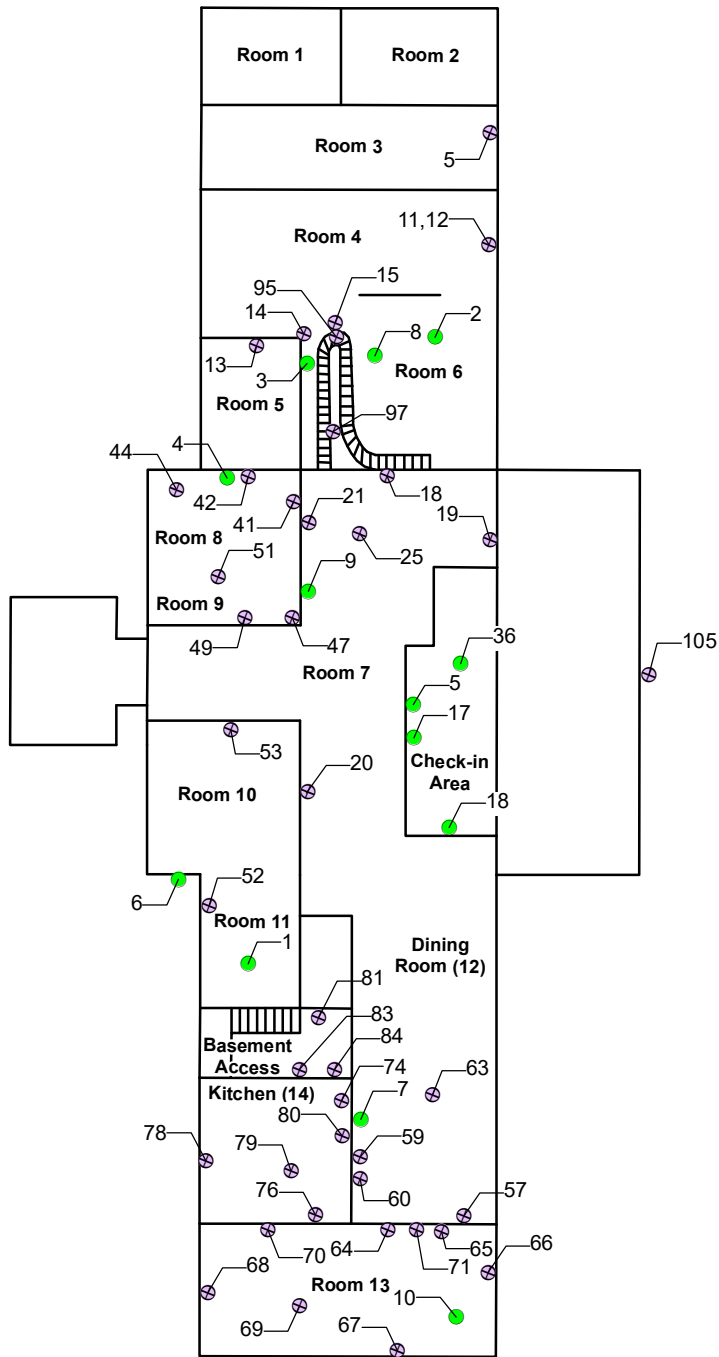 Room 1
Room 2
Room 3
5
Room 4
11,12
15
95
14
2
8
13
3
Room 6
Room 5
97
4
44
42
21
18
41
19
Room 8
51
25
9
Room 9
49
47
36
Room 7
105
5
17
53
20
Check-in
Area
Room 10
18
52
6
Room 11
1
Dining
Room (12)
81
83
Basement
Access
84
74
Kitchen (14)
7
63
80
78
79
59
76
60
57
70
64
71
65
66
68
Room 13
10
69
67